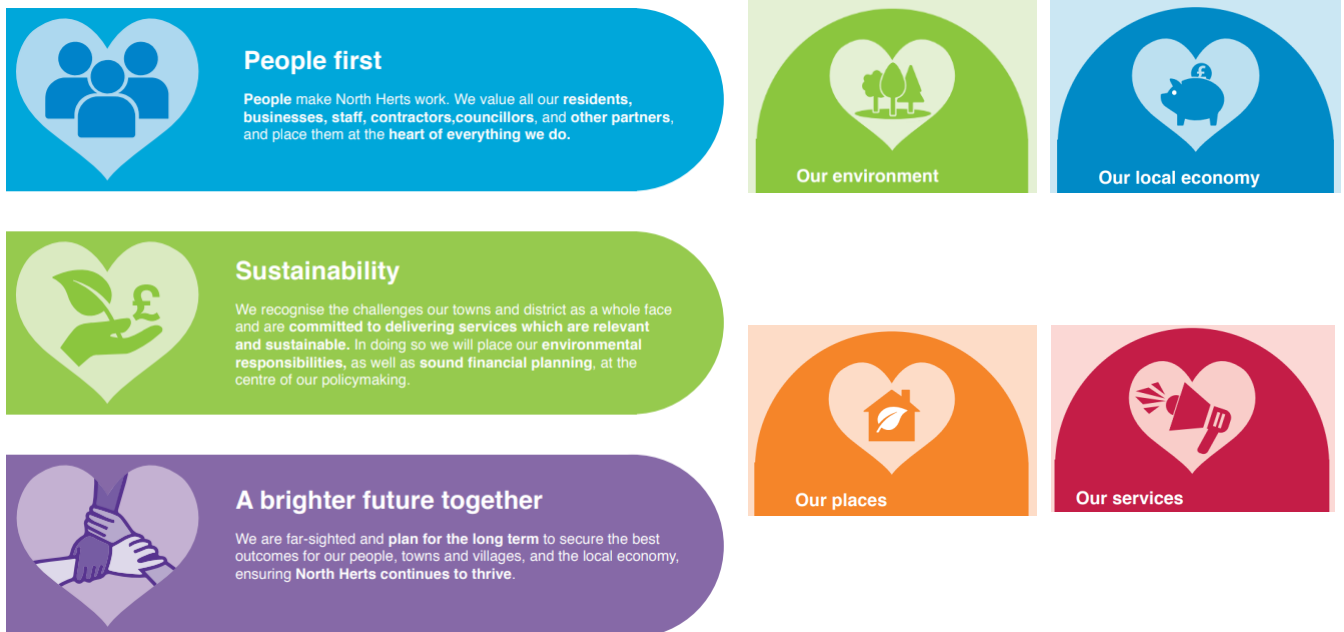 People first
People make North Herts work. We value all our residents,
businesses, staff, contractors,councillors, and other partners,
and place them at the heart of everything we do.
Sustainability
We recognise the challenges our towns and district as a whole face
and are committed to delivering services which are relevant
and sustainable. In doing so we will place our environmental
responsibilities, as well as sound financial planning, at the
centre of our policymaking.
£
A brighter future together
We are far-sighted and plan for the long term to secure the best
outcomes for our people, towns and villages, and the local economy,
ensuring North Herts continues to thrive.
Our environment
£
Our local economy
Our places
Our services